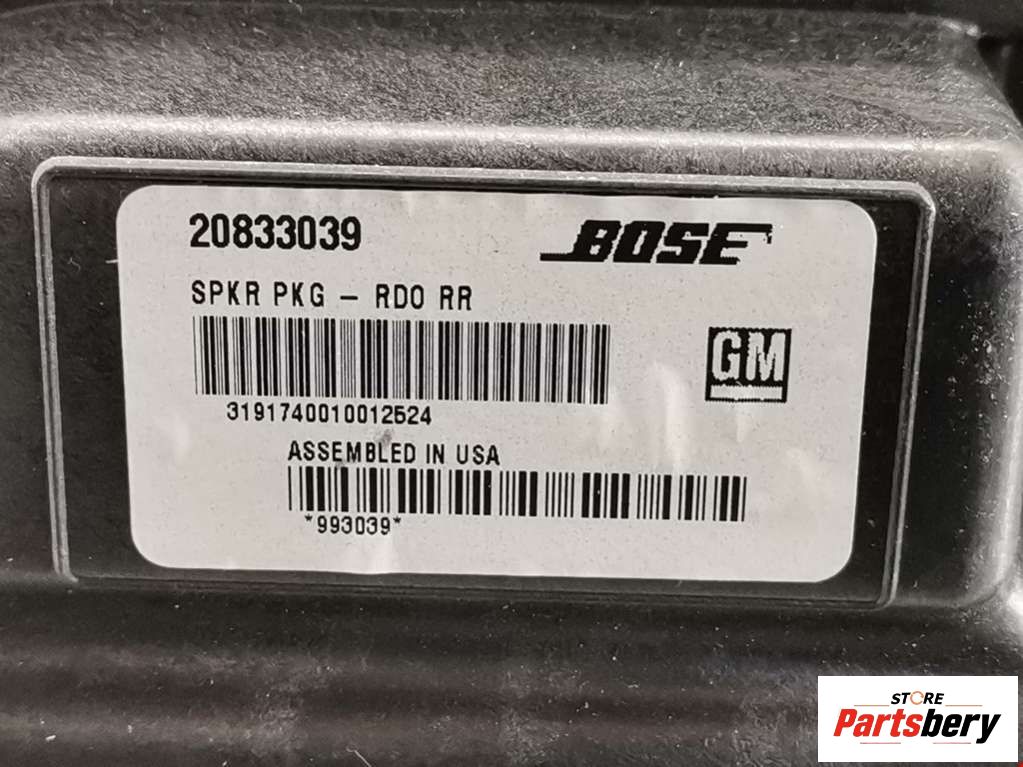 20833039
BOSE
SPKR PKG – RDO RR
GM
3191740010012524
ASSEMBLED IN USA
*993039*
STORE
Partsbery